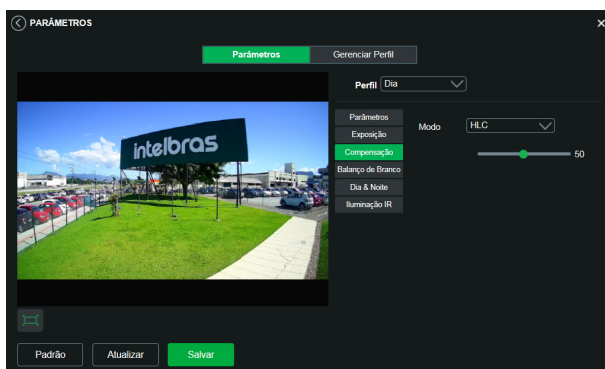 PARÂMETROS
Parâmetros Gerenciar Perfil
Perfil Dia
intelbras
Parâmetros
Exposição
Compensação
Balanço de Branco
Dia & Noite
Iluminação IR
Modo HLC
50
Padrão Atualizar Salvar